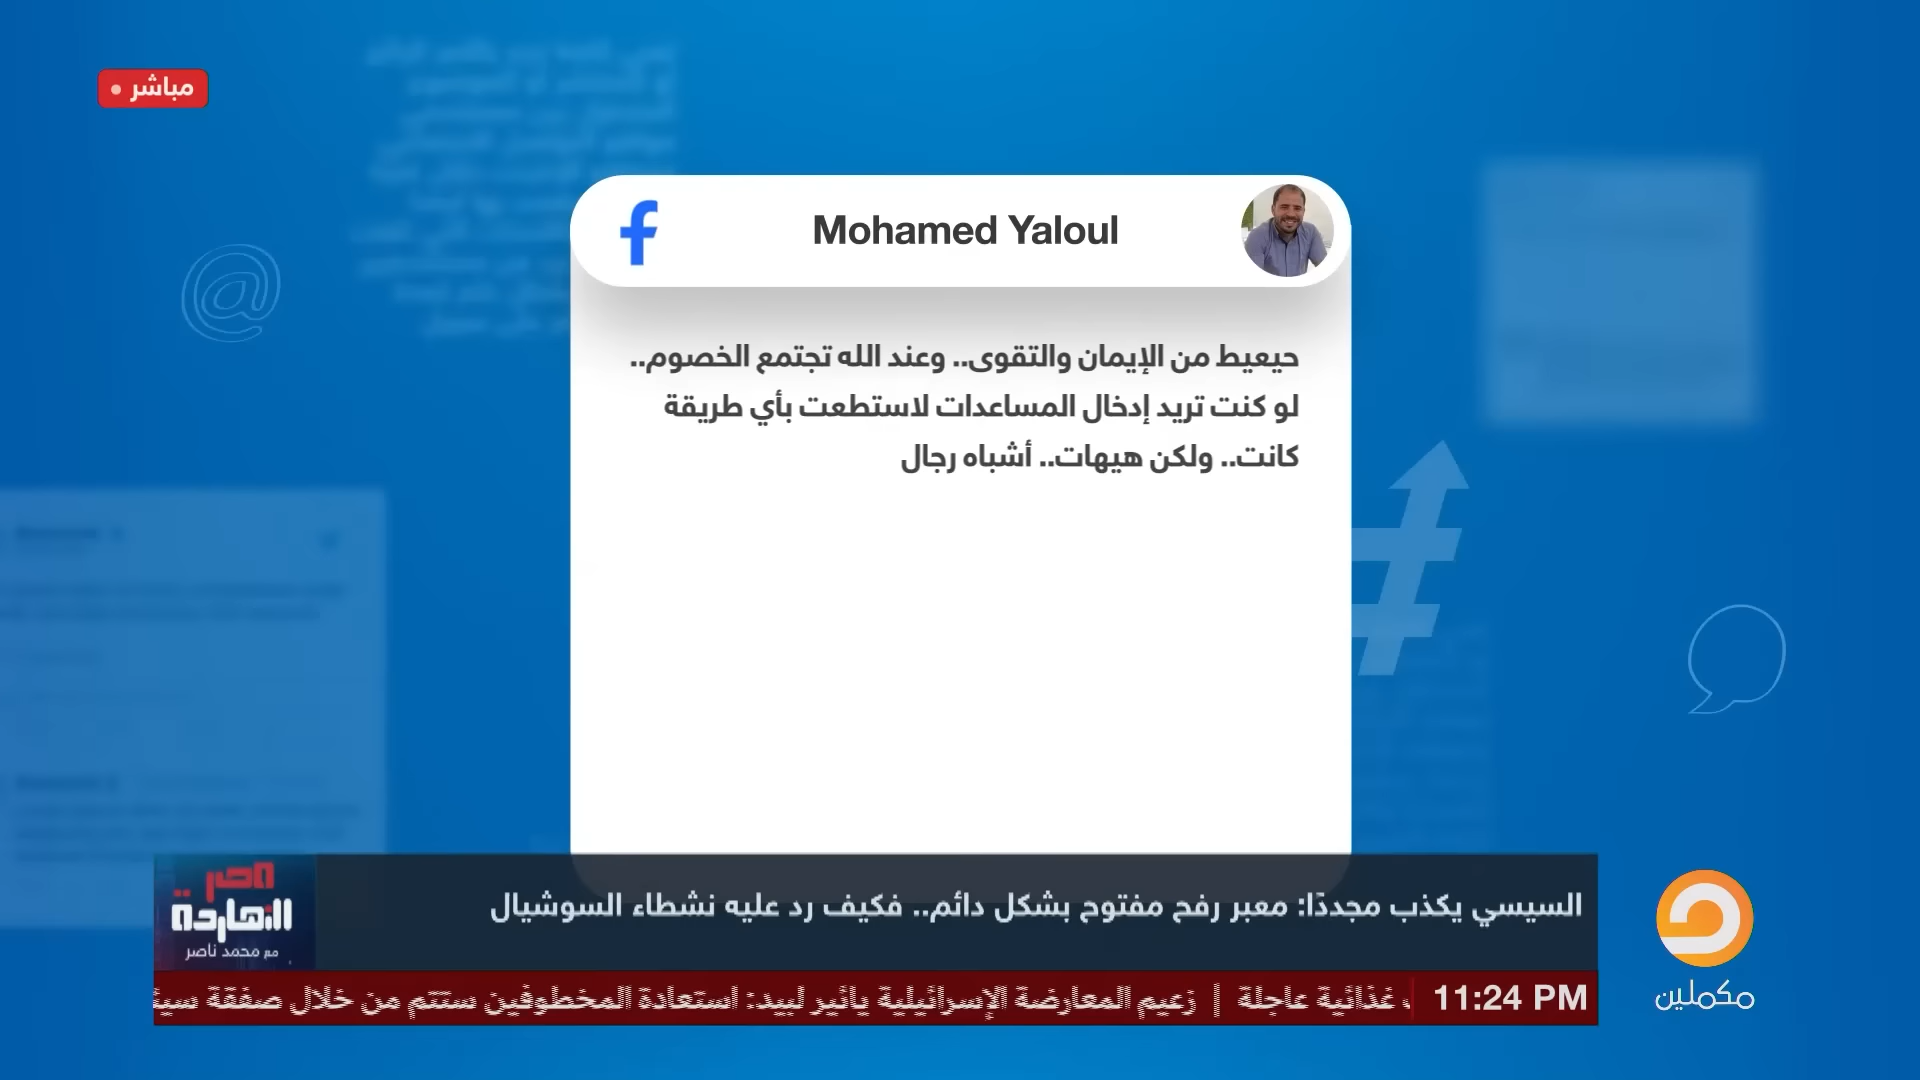 مباشر
Mohamed Yaloul
حيعيط من الإيمان والتقوى.. وعند الله تجتمع الخصوم..
لو كنت تريد إدخال المساعدات لاستطعت بأي طريقة
كانت.. ولكن هيهات.. أشباه رجال
السيسي يكذب مجددًا: معبر رفح مفتوح بشكل دائم.. فكيف رد عليه نشطاء السوشيال
مصر
النهاردة
مع محمد ناصر
11:24 PM
غذائية عاجلة | زعيم المعارضة الإسرائيلية يائير لبيد: استعادة المخطوفين ستتم من خلال صفقة
مكملين